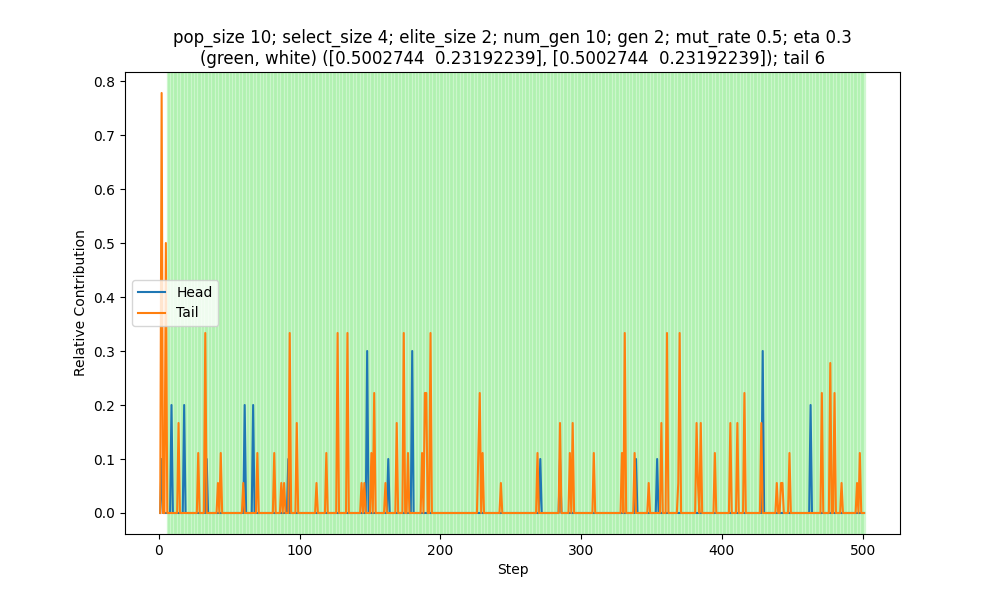 pop_size 10; select_size 4; elite_size 2; num_gen 10; gen 2; mut_rate 0.5; eta 0.3
(green, white) ([0.5002744  0.23192239], [0.5002744  0.23192239]); tail 6
0.8
0.7
0.6
0.5
0.4
0.3
0.2
0.1
0.0
Relative Contribution
Head
Tail
0
100
200
300
400
500
Step